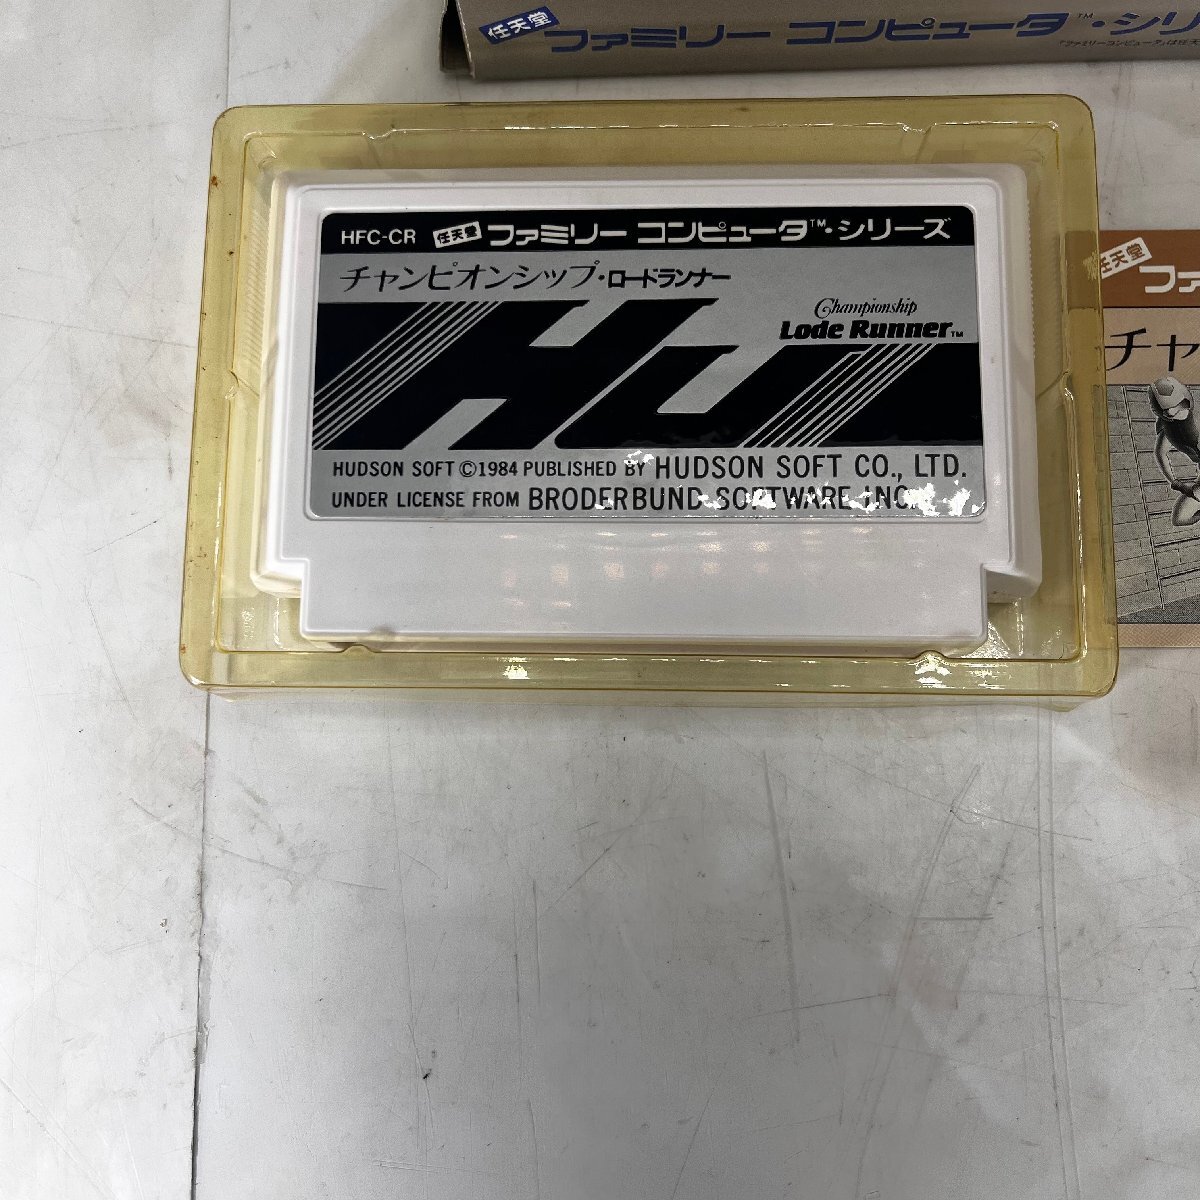 任天堂 ファミリー コンピュータ™・シリ
HFC-CR 任天堂 ファミリー コンピュータ™・シリーズ
チャンピオンシップ・ロードランナー
Championship
Lode Runner™
HU
HUDSON SOFT ©1984 PUBLISHED BY HUDSON SOFT CO., LTD.
UNDER LICENSE FROM BRODERBUND SOFTWARE INC.
任天堂 ファ
チャ